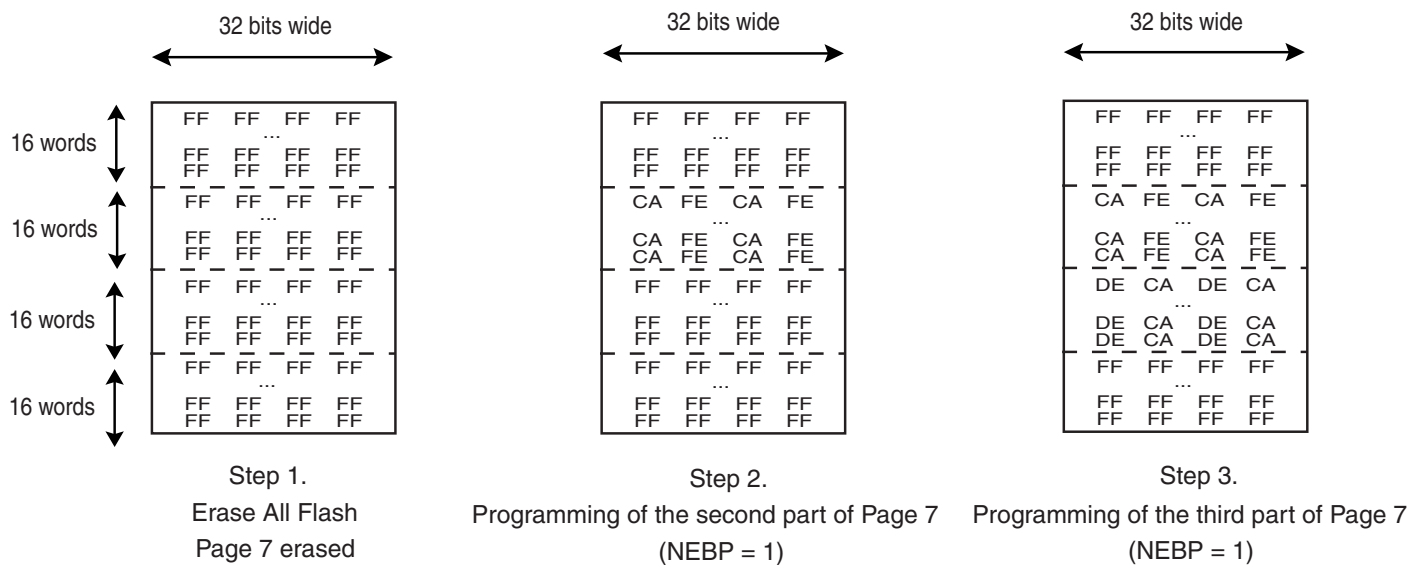 32 bits wide
16 words
16 words
16 words
16 words
FF FF FF FF
...
FF FF FF FF
FF FF FF FF
FF FF FF FF
...
FF FF FF FF
FF FF FF FF
FF FF FF FF
...
FF FF FF FF
FF FF FF FF
FF FF FF FF
...
FF FF FF FF
FF FF FF FF
Step 1.
Erase All Flash
Page 7 erased
32 bits wide
FF FF FF FF
...
FF FF FF FF
FF FF FF FF
CA FE CA FE
...
CA FE CA FE
CA FE CA FE
FF FF FF FF
...
FF FF FF FF
FF FF FF FF
FF FF FF FF
...
FF FF FF FF
FF FF FF FF
Step 2.
Programming of the second part of Page 7
(NEBP = 1)
32 bits wide
FF FF FF FF
...
FF FF FF FF
FF FF FF FF
CA FE CA FE
...
CA FE CA FE
CA FE CA FE
DE CA DE CA
...
DE CA DE CA
DE CA DE CA
FF FF FF FF
...
FF FF FF FF
FF FF FF FF
Step 3.
Programming of the third part of Page 7
(NEBP = 1)